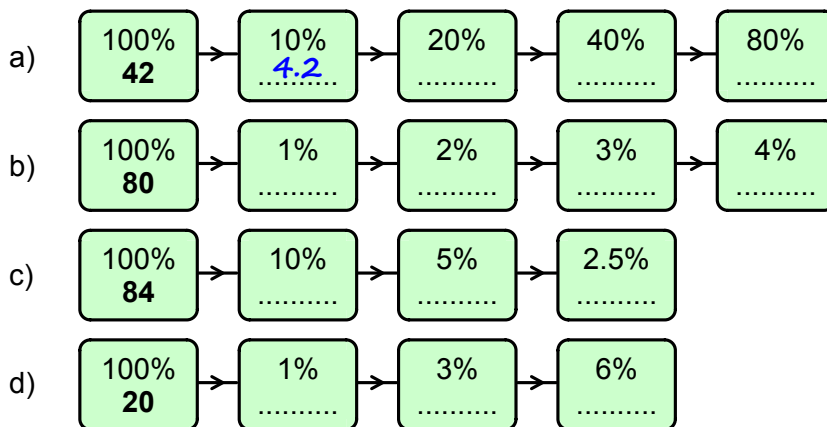 a) 100% 10% 20% 40% 80%
42 4.2 .......... .......... ..........
b) 100% 1% 2% 3% 4%
80 .......... .......... .......... ..........
c) 100% 10% 5% 2.5%
84 .......... .......... ..........
d) 100% 1% 3% 6%
20 .......... .......... ..........